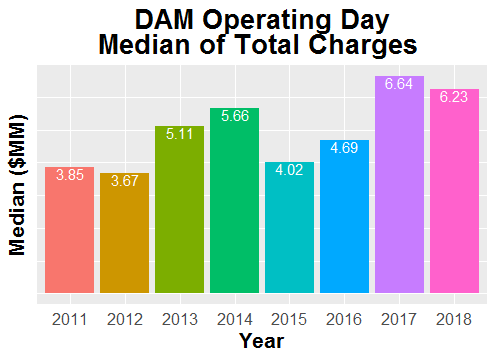 DAM Operating Day
Median of Total Charges
Median ($MM)
3.85
3.67
5.11
5.66
4.02
4.69
6.64
6.23
2011 2012 2013 2014 2015 2016 2017 2018
Year